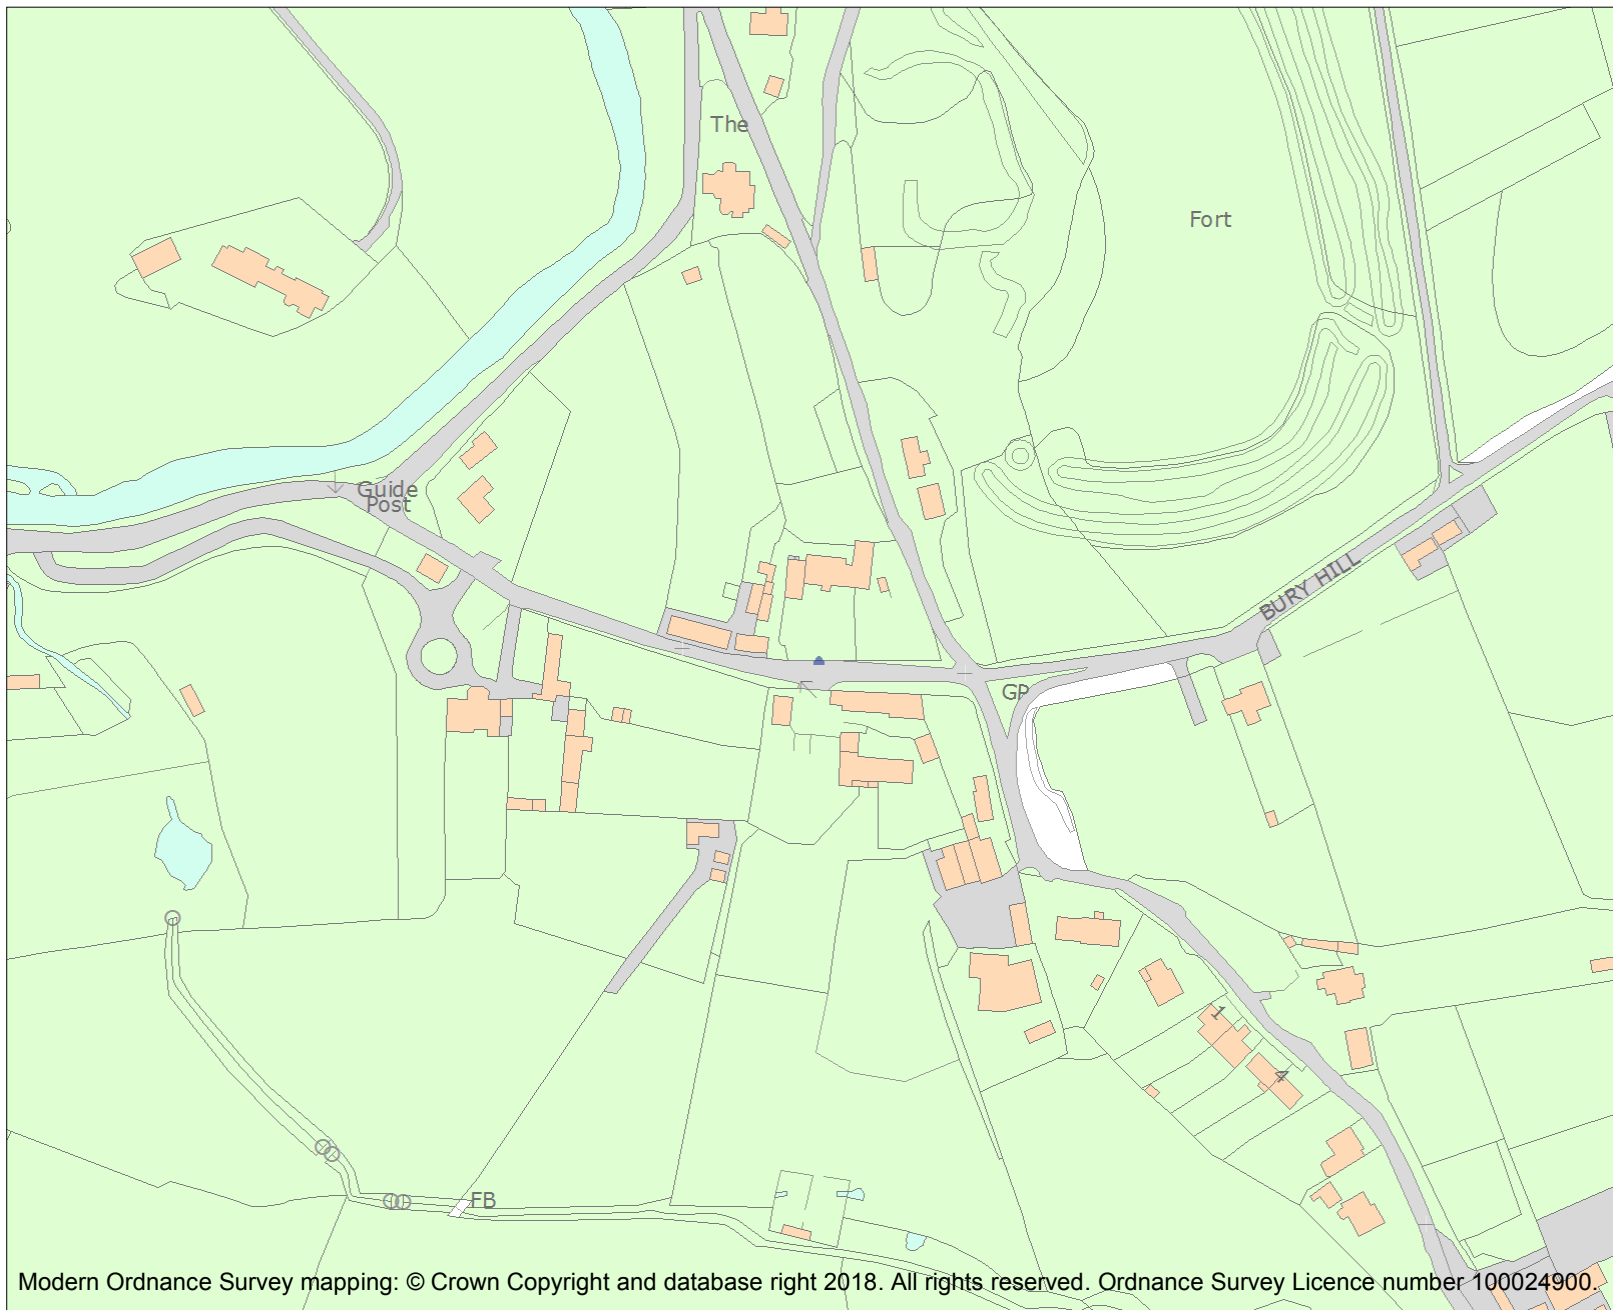 The
Fort
Guide
Post
BURY HILL
GP
1
4
FB
Modern Ordnance Survey mapping: © Crown Copyright and database right 2018. All rights reserved. Ordnance Survey Licence number 100024900.